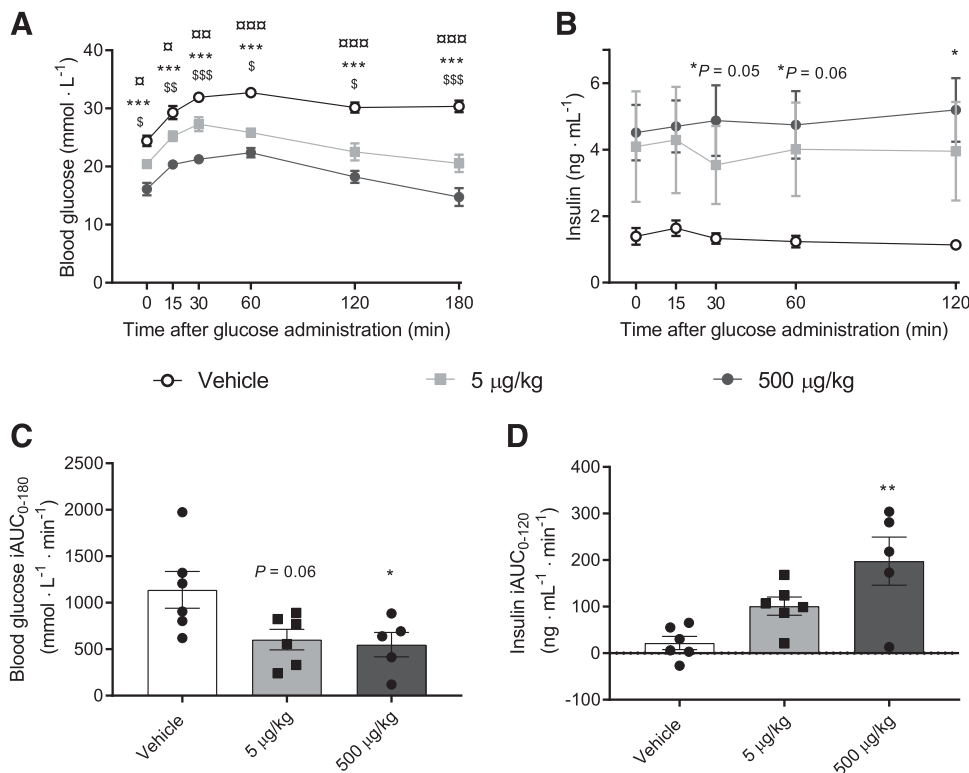 A
¤ ¤ ¤¤ ¤¤¤ ¤¤¤ ¤¤¤
*** *** *** *** *** ***
$ $$ $$$ $ $ $$$
Blood glucose (mmol · L⁻¹)
40
30
20
10
0
0 15 30 60 120 180
Time after glucose administration (min)
B
*P = 0.05 *P = 0.06 *
Insulin (ng · mL⁻¹)
6
4
2
0
0 15 30 60 120
Time after glucose administration (min)
Vehicle 5 μg/kg 500 μg/kg
C
Blood glucose iAUC₀₋₁₈₀
(mmol · L⁻¹ · min⁻¹)
2500
2000
1500
1000
500
0
P = 0.06 *
Vehicle 5 μg/kg 500 μg/kg
D
Insulin iAUC₀₋₁₂₀
(ng · mL⁻¹ · min⁻¹)
400
300
200
100
0
-100
**
Vehicle 5 μg/kg 500 μg/kg